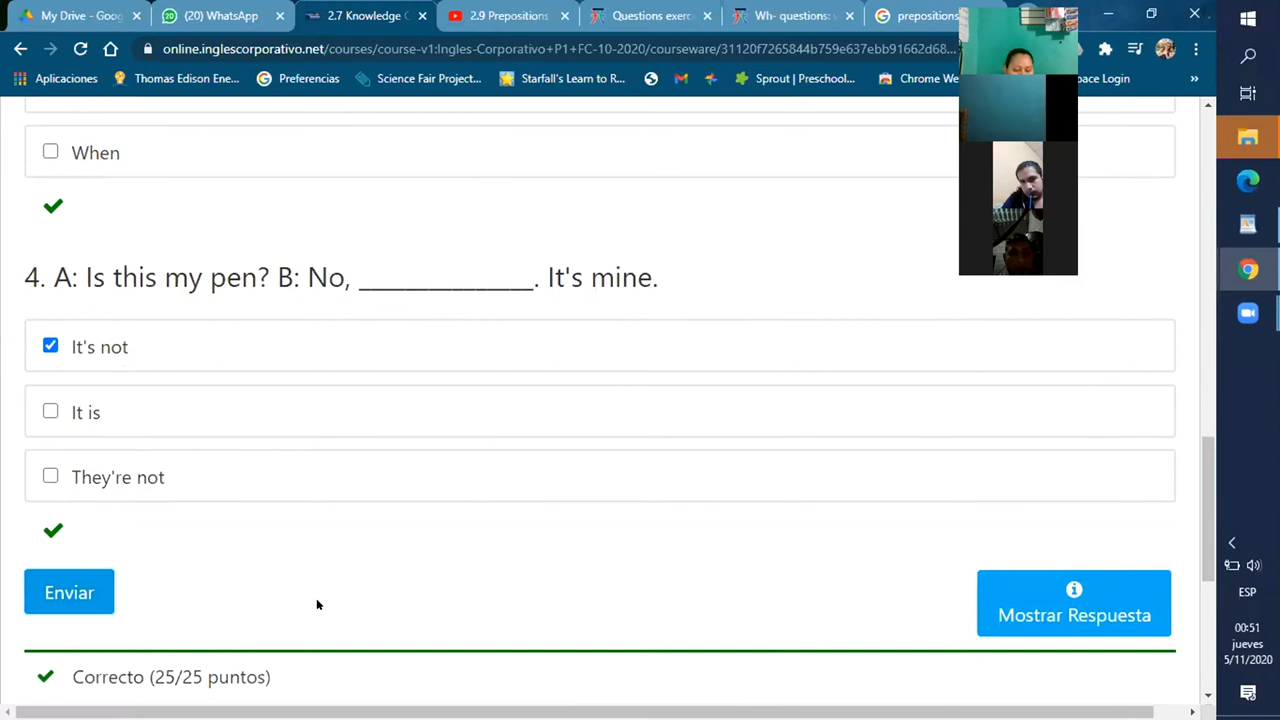 My Drive - Goog
(20) WhatsApp
2.7 Knowledge C
2.9 Prepositions
Questions exerc
Wh- questions: v
prepositions
online.inglescorporativo.net/courses/course-v1:Ingles-Corporativo+P1+FC-10-2020/courseware/31120f7265844b759e637ebb91662d68...
Aplicaciones
Thomas Edison Ene...
Preferencias
Science Fair Project...
Starfall's Learn to R...
Sprout | Preschool...
Chrome We
pace Library
When
4. A: Is this my pen? B: No, _______________. It's mine.
It's not
It is
They're not
Enviar
Mostrar Respuesta
Correcto (25/25 puntos)
ESP
00:51
jueves
5/11/2020